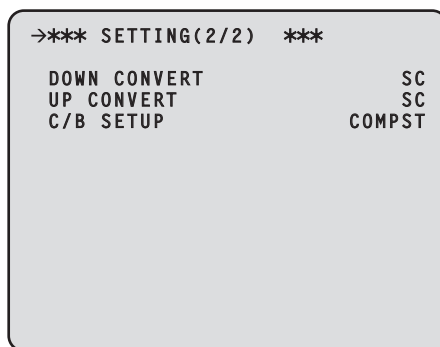 →*** SETTING(2/2) ***
DOWN CONVERT SC
UP CONVERT SC
C/B SETUP COMPST